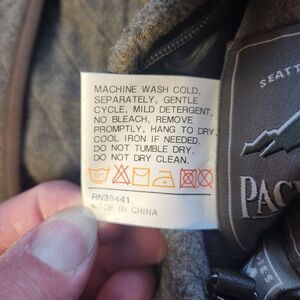 MACHINE WASH COLD,
SEPARATELY, GENTLE
CYCLE, MILD DETERGENT,
NO BLEACH, REMOVE
PROMPTLY, HANG TO DRY
COOL IRON IF NEEDED.
DO NOT TUMBLE DRY.
DO NOT DRY CLEAN.
RN39441
MADE IN CHINA
SEATT
PAC